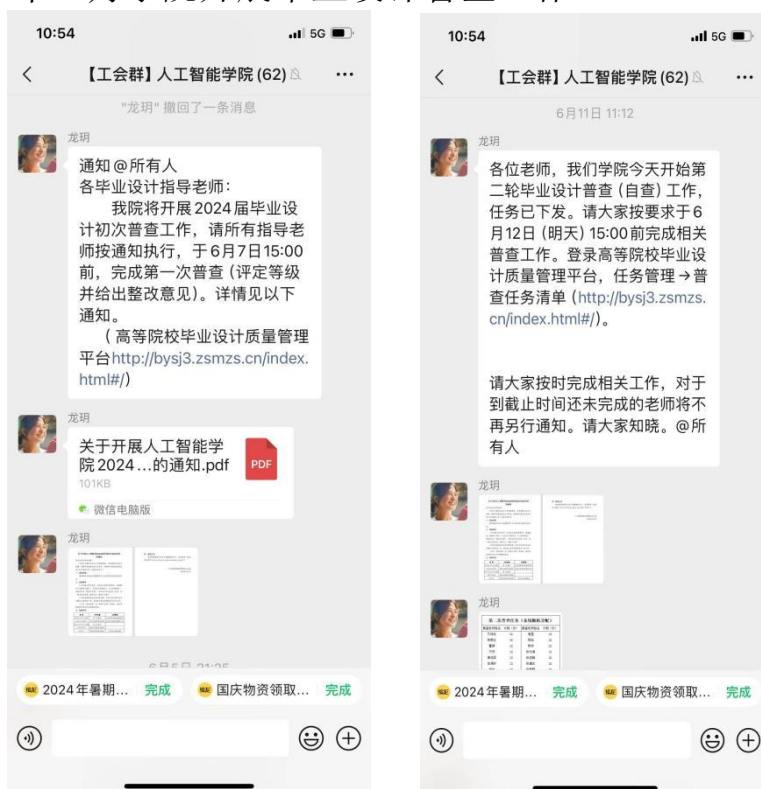 10:54
5G
【工会群】人工智能学院 (62)
"龙玥" 撤回了一条消息
龙玥
通知@所有人
各毕业设计指导老师：
我院将开展2024届毕业设
计初次普查工作，请所有指导老
师按通知执行，于6月7日15:00
前，完成第一次普查 (评定等级
并给出整改意见)。详情见以下
通知。
（高等院校毕业设计质量管理
平台http://bysj3.zsmzs.cn/index.
html#/)
龙玥
关于开展人工智能学
院2024...的通知.pdf
PDF
101KB
微信电脑版
龙玥
2024年暑期... 完成
国庆物资领取... 完成
10:54
5G
【工会群】人工智能学院 (62)
6月11日 11:12
龙玥
各位老师，我们学院今天开始第
二轮毕业设计普查 (自查) 工作，
任务已下发。请大家按要求于6
月12日 (明天) 15:00前完成相关
普查工作。登录高等院校毕业设
计质量管理平台，任务管理→普
查任务清单 (http://bysj3.zsmzs.
cn/index.html#/)。
请大家按时完成相关工作，对于
到截止时间还未完成的老师将不
再另行通知。请大家知晓。@所
有人
龙玥
龙玥
2024年暑期... 完成
国庆物资领取... 完成